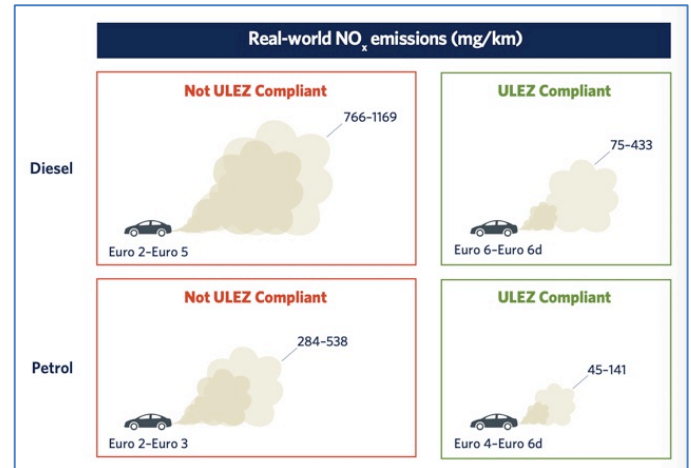 Real-world NOx emissions (mg/km)
Not ULEZ Compliant
ULEZ Compliant
766–1169
75–433
Diesel
Euro 2–Euro 5
Euro 6–Euro 6d
Not ULEZ Compliant
ULEZ Compliant
284–538
45–141
Petrol
Euro 2–Euro 3
Euro 4–Euro 6d